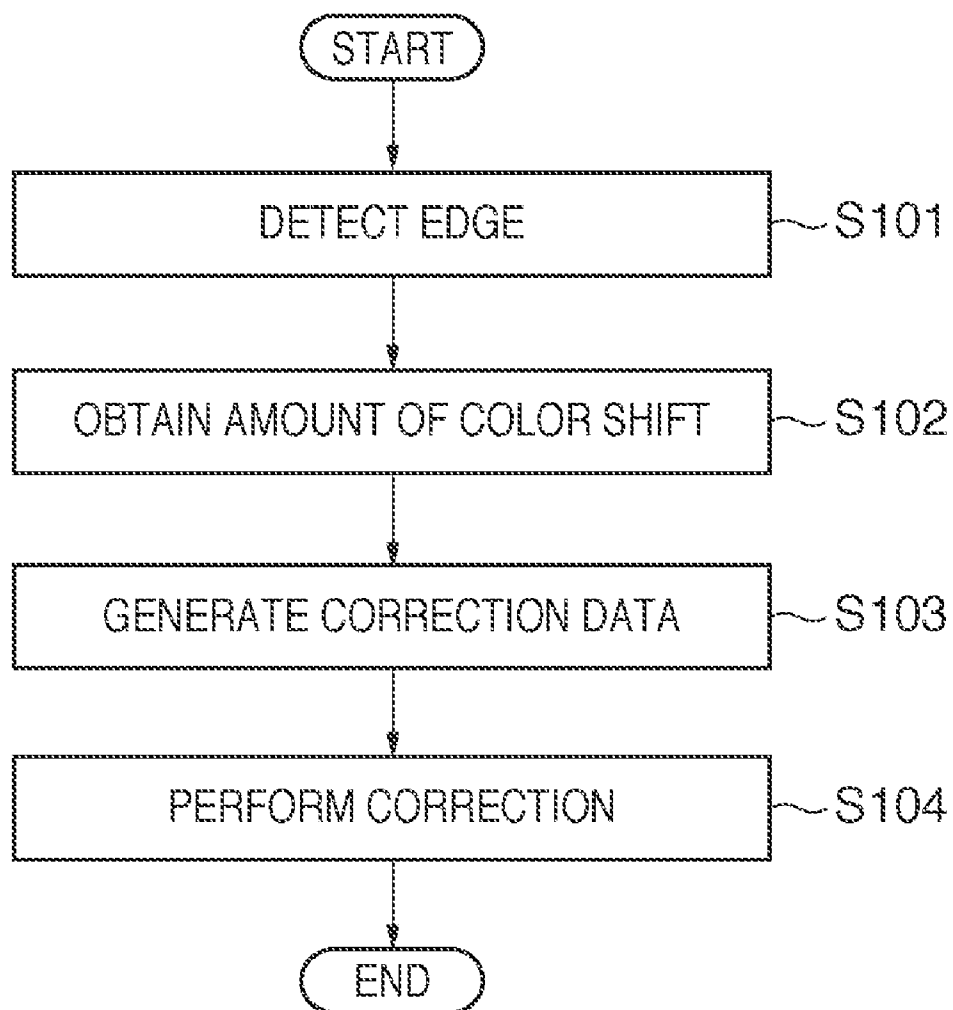 START
DETECT EDGE
S101
OBTAIN AMOUNT OF COLOR SHIFT
S102
GENERATE CORRECTION DATA
S103
PERFORM CORRECTION
S104
END